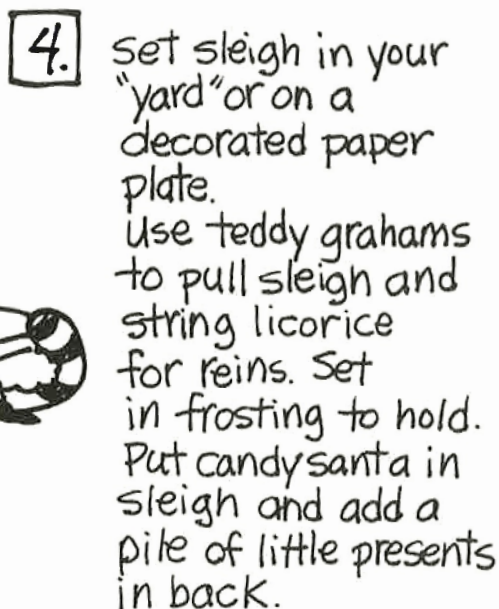 4. Set sleigh in your
"yard" or on a
decorated paper
plate.
Use teddy grahams
to pull sleigh and
string licorice
for reins. Set
in frosting to hold.
Put candy santa in
sleigh and add a
pile of little presents
in back.